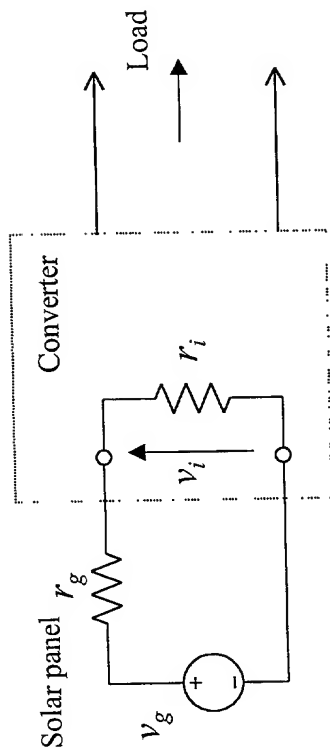 Solar panel
Converter
Load
r_g
v_g
+
−
v_i
r_i